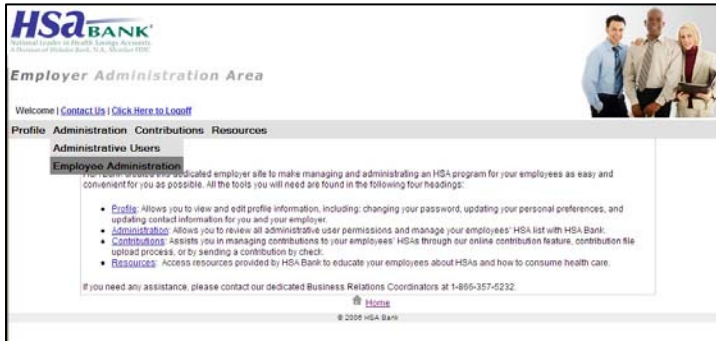 HSA BANK
National Leader in Health Savings Accounts.
A Division of Webster Bank, N.A., Member FDIC
Employer Administration Area
Welcome | Contact Us | Click Here to Logoff
Profile Administration Contributions Resources
Administrative Users
Employee Administration
dedicated employer site to make managing and administrating an HSA program for your employees as easy and
convenient for you as possible. All the tools you will need are found in the following four headings:
• Profile: Allows you to view and edit profile information, including: changing your password, updating your personal preferences, and
updating contact information for you and your employer.
• Administration: Allows you to review all administrative user permissions and manage your employees' HSA list with HSA Bank.
• Contributions: Assists you in managing contributions to your employees' HSAs through our online contribution feature, contribution file
upload process, or by sending a contribution by check.
• Resources: Access resources provided by HSA Bank to educate your employees about HSAs and how to consume health care.
If you need any assistance, please contact our dedicated Business Relations Coordinators at 1-866-357-5232.
Home
© 2006 HSA Bank